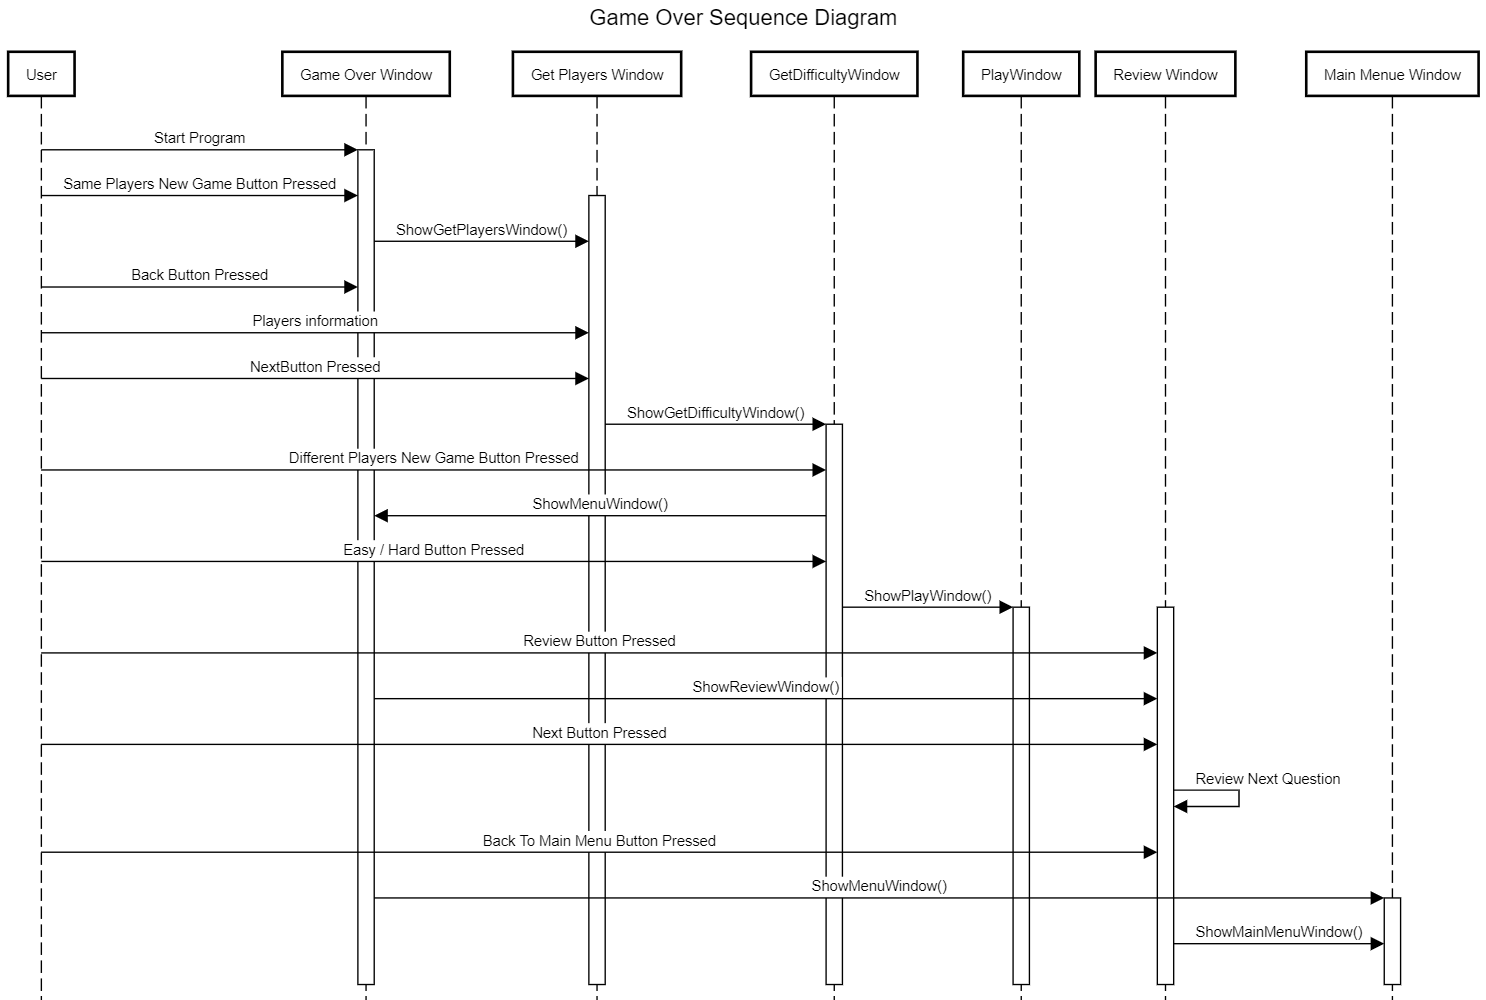 Game Over Sequence Diagram
User
Game Over Window
Get Players Window
GetDifficultyWindow
PlayWindow
Review Window
Main Menue Window
Start Program
Same Players New Game Button Pressed
ShowGetPlayersWindow()
Back Button Pressed
Players information
NextButton Pressed
ShowGetDifficultyWindow()
Different Players New Game Button Pressed
ShowMenuWindow()
Easy / Hard Button Pressed
ShowPlayWindow()
Review Button Pressed
ShowReviewWindow()
Next Button Pressed
Review Next Question
Back To Main Menu Button Pressed
ShowMenuWindow()
ShowMainMenuWindow()